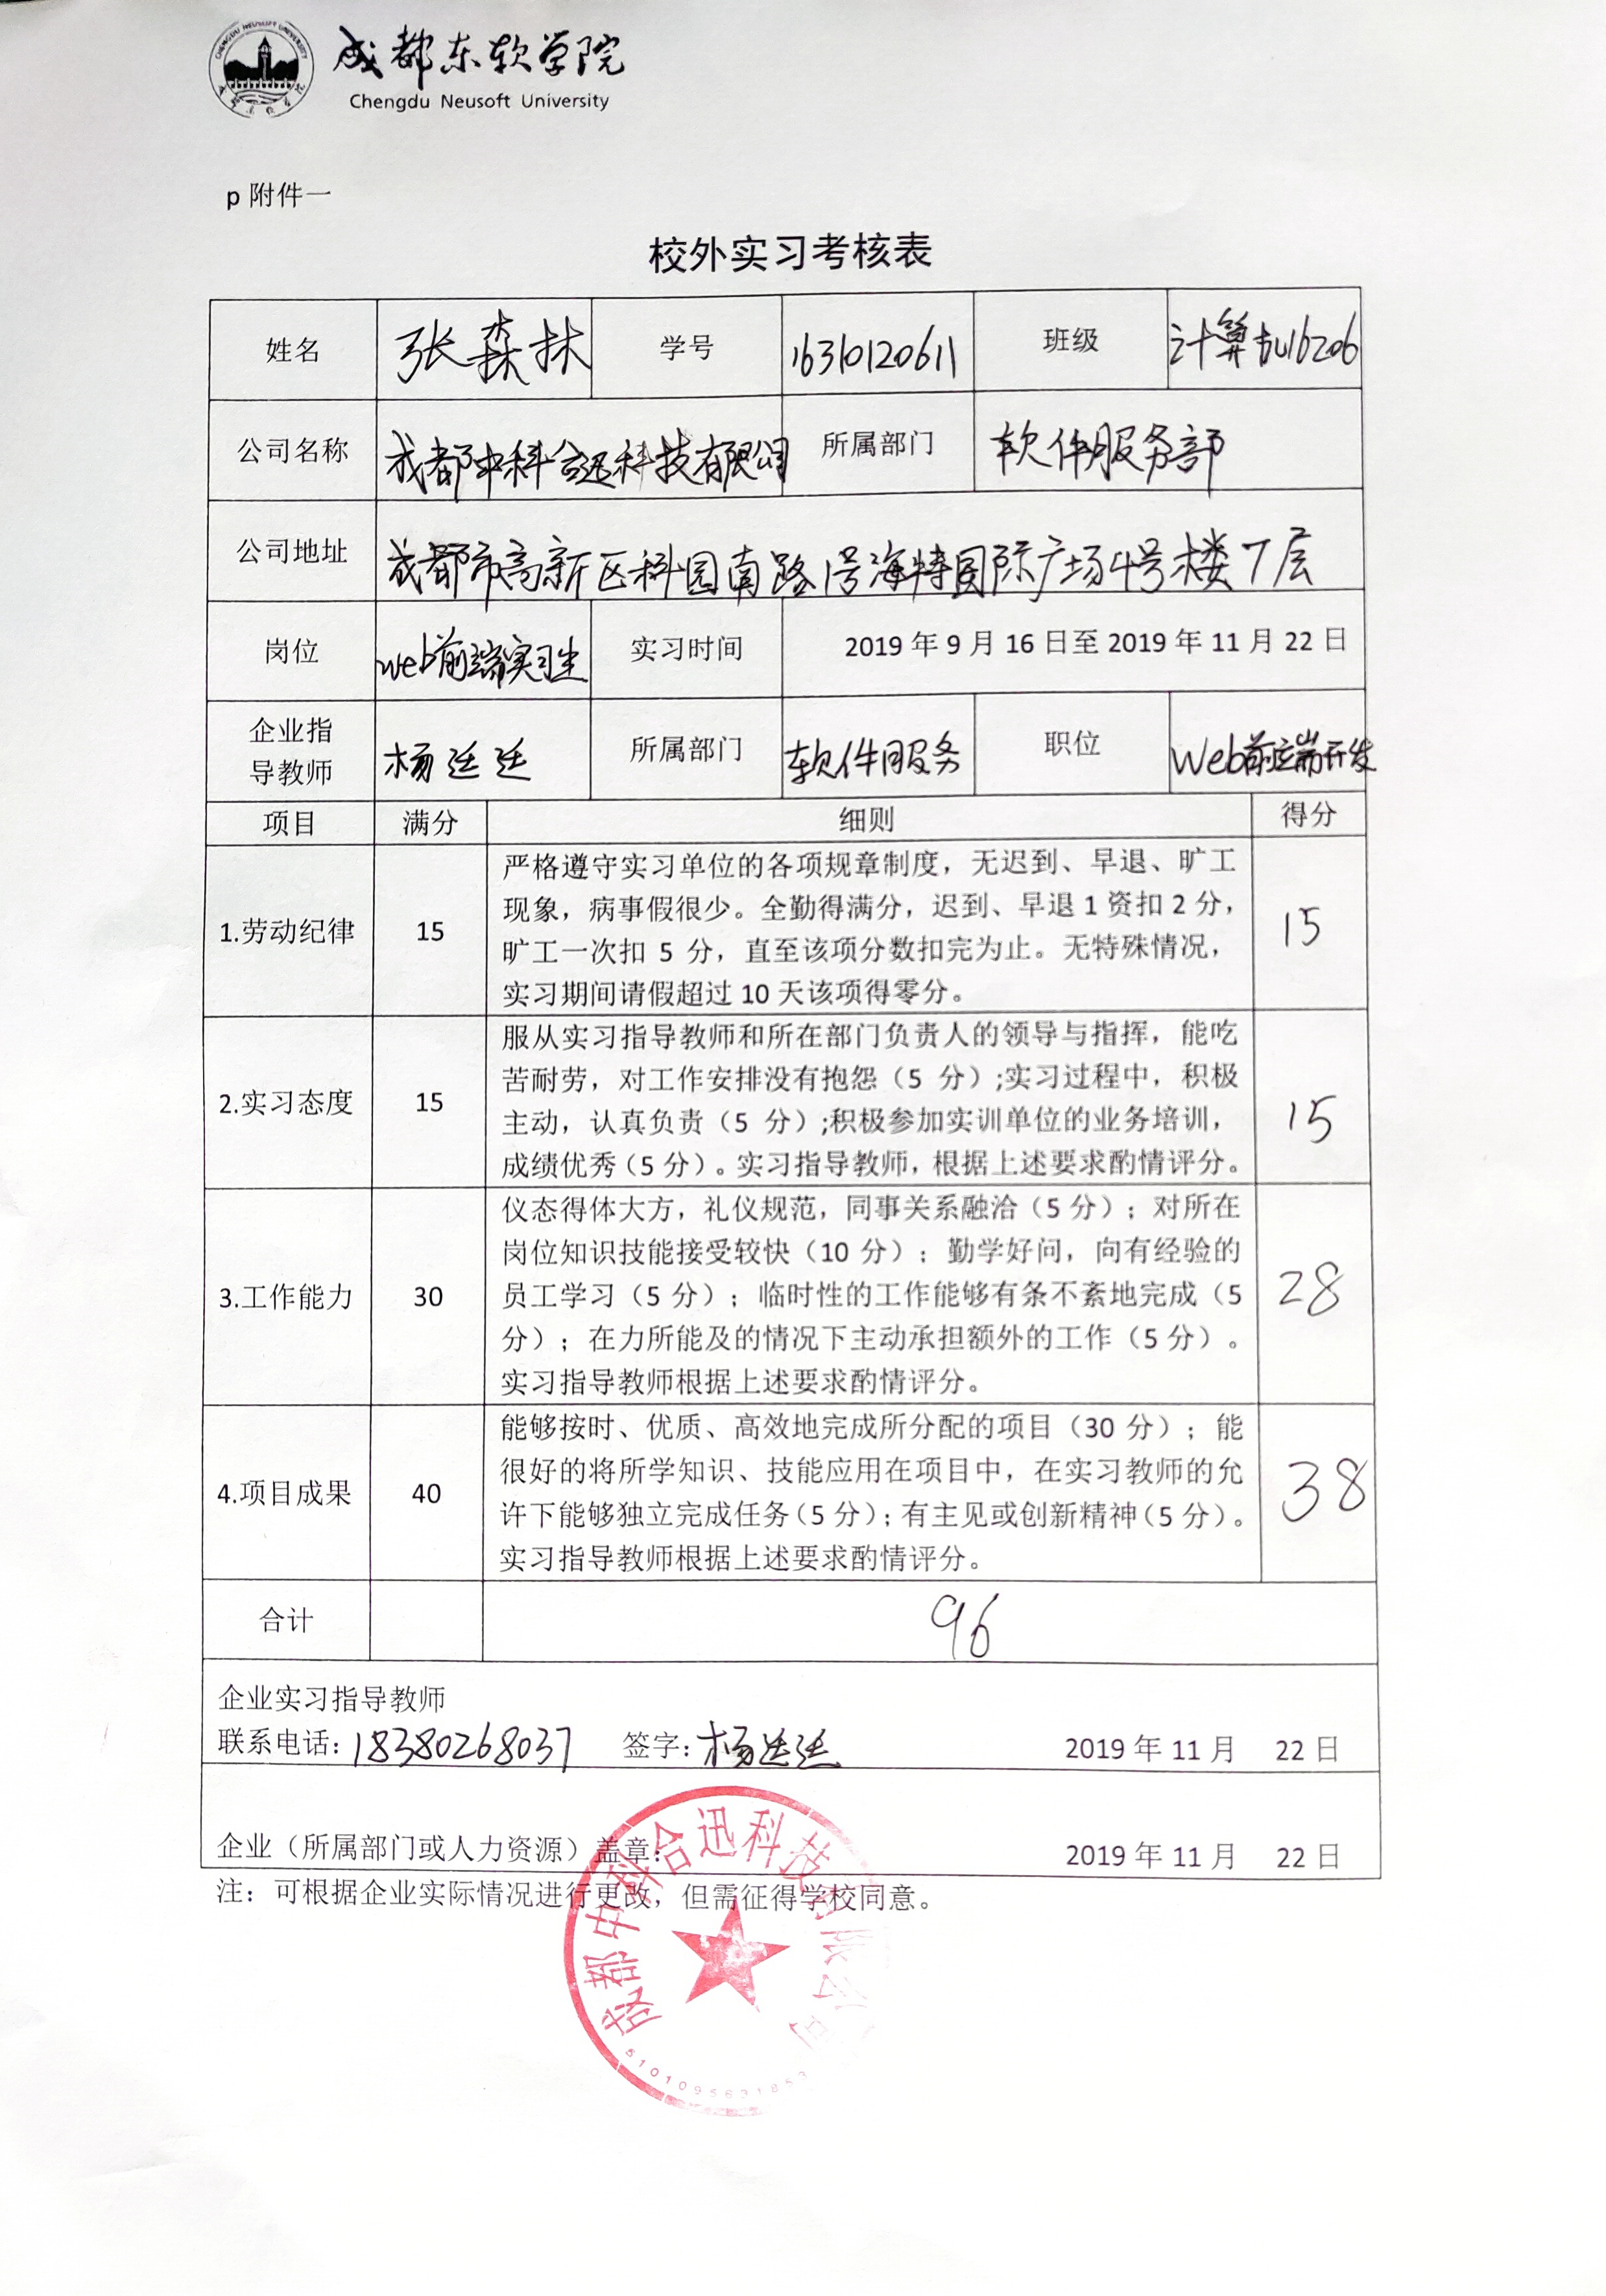 成都东软学院
Chengdu Neusoft University
p 附件一
校外实习考核表
姓名 张森林 学号 16310120611 班级 计算机16206
公司名称 成都中科合迅科技有限公司 所属部门 软件服务部
公司地址 成都市高新区科园南路1号海特国际广场4号楼7层
岗位 web前端实习生 实习时间 2019 年 9 月 16 日至 2019 年 11 月 22 日
企业指
导教师 杨廷廷 所属部门 软件服务 职位 Web前端开发
项目 满分 细则 得分
1.劳动纪律 15
严格遵守实习单位的各项规章制度，无迟到、早退、旷工
现象，病事假很少。全勤得满分，迟到、早退 1 资扣 2 分，
旷工一次扣 5 分，直至该项分数扣完为止。无特殊情况，
实习期间请假超过 10 天该项得零分。
15
2.实习态度 15
服从实习指导教师和所在部门负责人的领导与指挥，能吃
苦耐劳，对工作安排没有抱怨（5 分）;实习过程中，积极
主动，认真负责（5 分）;积极参加实训单位的业务培训，
成绩优秀（5 分）。实习指导教师，根据上述要求酌情评分。
15
3.工作能力 30
仪态得体大方，礼仪规范，同事关系融洽（5 分）；对所在
岗位知识技能接受较快（10 分）；勤学好问，向有经验的
员工学习（5 分）；临时性的工作能够有条不紊地完成（5
分）；在力所能及的情况下主动承担额外的工作（5 分）。
实习指导教师根据上述要求酌情评分。
28
4.项目成果 40
能够按时、优质、高效地完成所分配的项目（30 分）；能
很好的将所学知识、技能应用在项目中，在实习教师的允
许下能够独立完成任务（5 分）；有主见或创新精神（5 分）。
实习指导教师根据上述要求酌情评分。
38
合计 96
企业实习指导教师
联系电话：18380268037 签字：杨廷廷 2019 年 11 月 22 日
企业（所属部门或人力资源）盖章： 2019 年 11 月 22 日
注：可根据企业实际情况进行更改，但需征得学校同意。
成都中科合迅科技有限公司